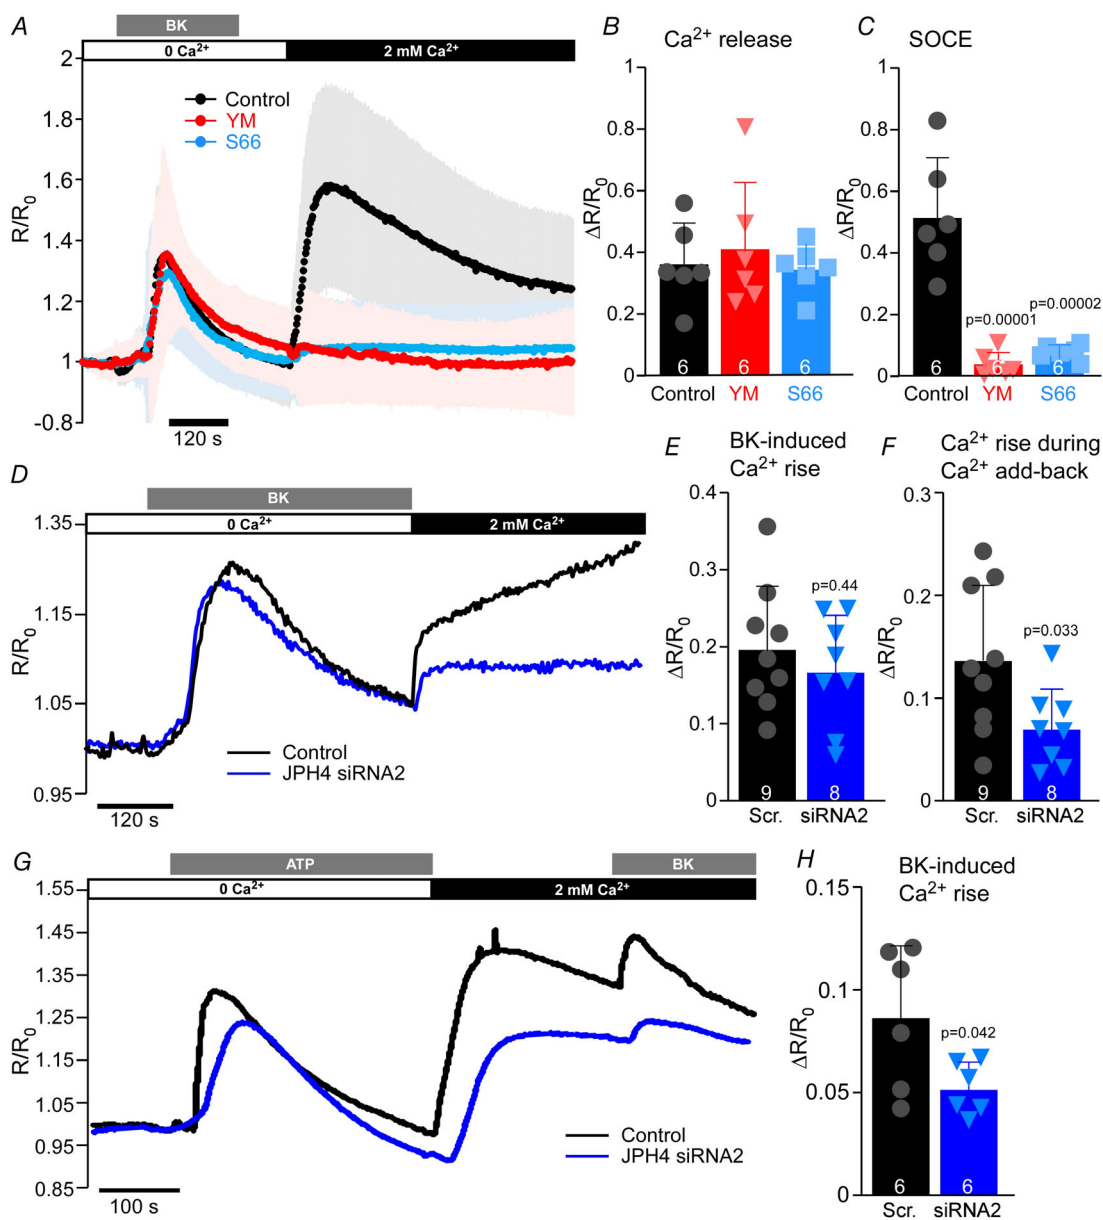 A
BK
0 Ca²⁺
2 mM Ca²⁺
2
1.8
1.6
1.4
1.2
1
-0.8
R/R₀
Control
YM
S66
120 s
B
Ca²⁺ release
1
0.8
0.6
0.4
0.2
0
ΔR/R₀
6
6
6
Control
YM
S66
C
SOCE
1
0.8
0.6
0.4
0.2
0
ΔR/R₀
p=0.00001
p=0.00002
6
6
6
Control
YM
S66
D
BK
0 Ca²⁺
2 mM Ca²⁺
1.35
1.15
1.05
0.95
R/R₀
Control
JPH4 siRNA2
120 s
E
BK-induced
Ca²⁺ rise
0.4
0.3
0.2
0.1
0
ΔR/R₀
p=0.44
9
8
Scr.
siRNA2
F
Ca²⁺ rise during
Ca²⁺ add-back
0.3
0.2
0.1
0
ΔR/R₀
p=0.033
9
8
Scr.
siRNA2
G
ATP
BK
0 Ca²⁺
2 mM Ca²⁺
1.55
1.45
1.35
1.25
1.15
1.05
0.95
0.85
R/R₀
Control
JPH4 siRNA2
100 s
H
BK-induced
Ca²⁺ rise
0.15
0.1
0.05
0
ΔR/R₀
p=0.042
6
6
Scr.
siRNA2